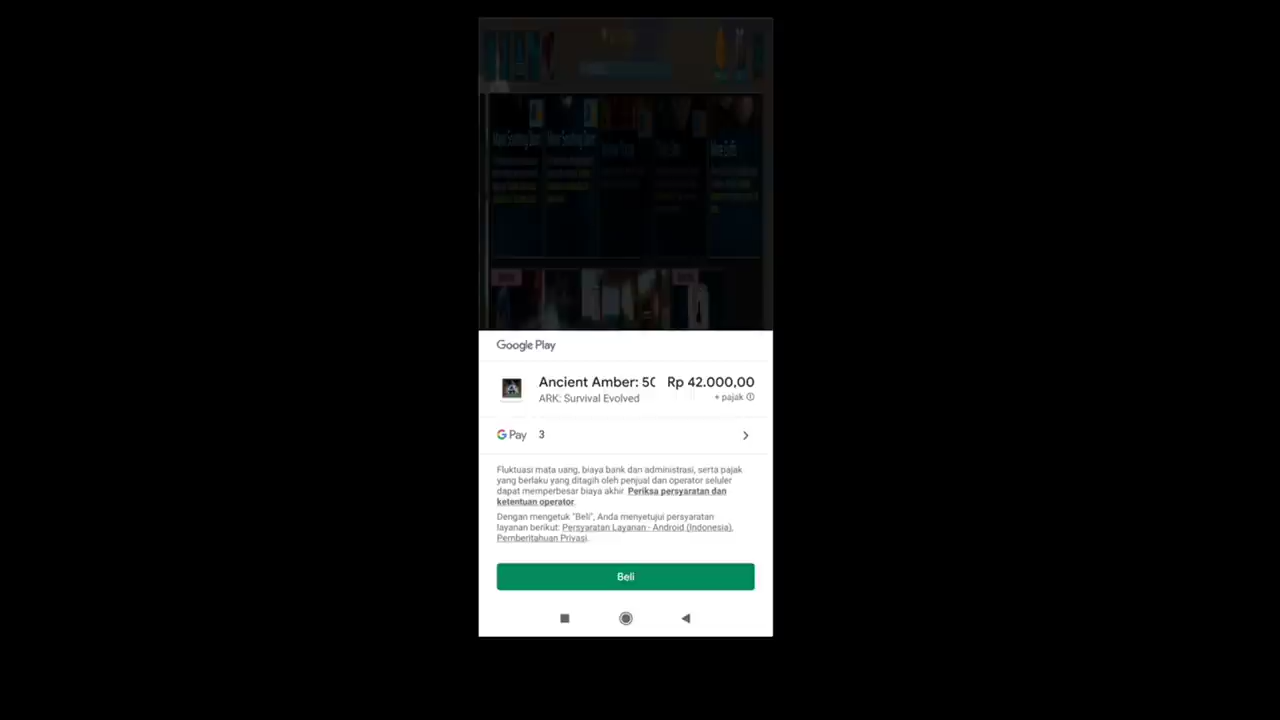 Google Play
Ancient Amber: 50 Rp 42.000,00
ARK: Survival Evolved + pajak
G Pay 3
Fluktuasi mata uang, biaya bank dan administrasi, serta pajak
yang berlaku yang ditagih oleh penjual dan operator seluler
dapat memperbesar biaya akhir. Periksa persyaratan dan
ketentuan operator.
Dengan mengetuk "Beli", Anda menyetujui persyaratan
layanan berikut: Persyaratan Layanan - Android (Indonesia),
Pemberitahuan Privasi.
Beli